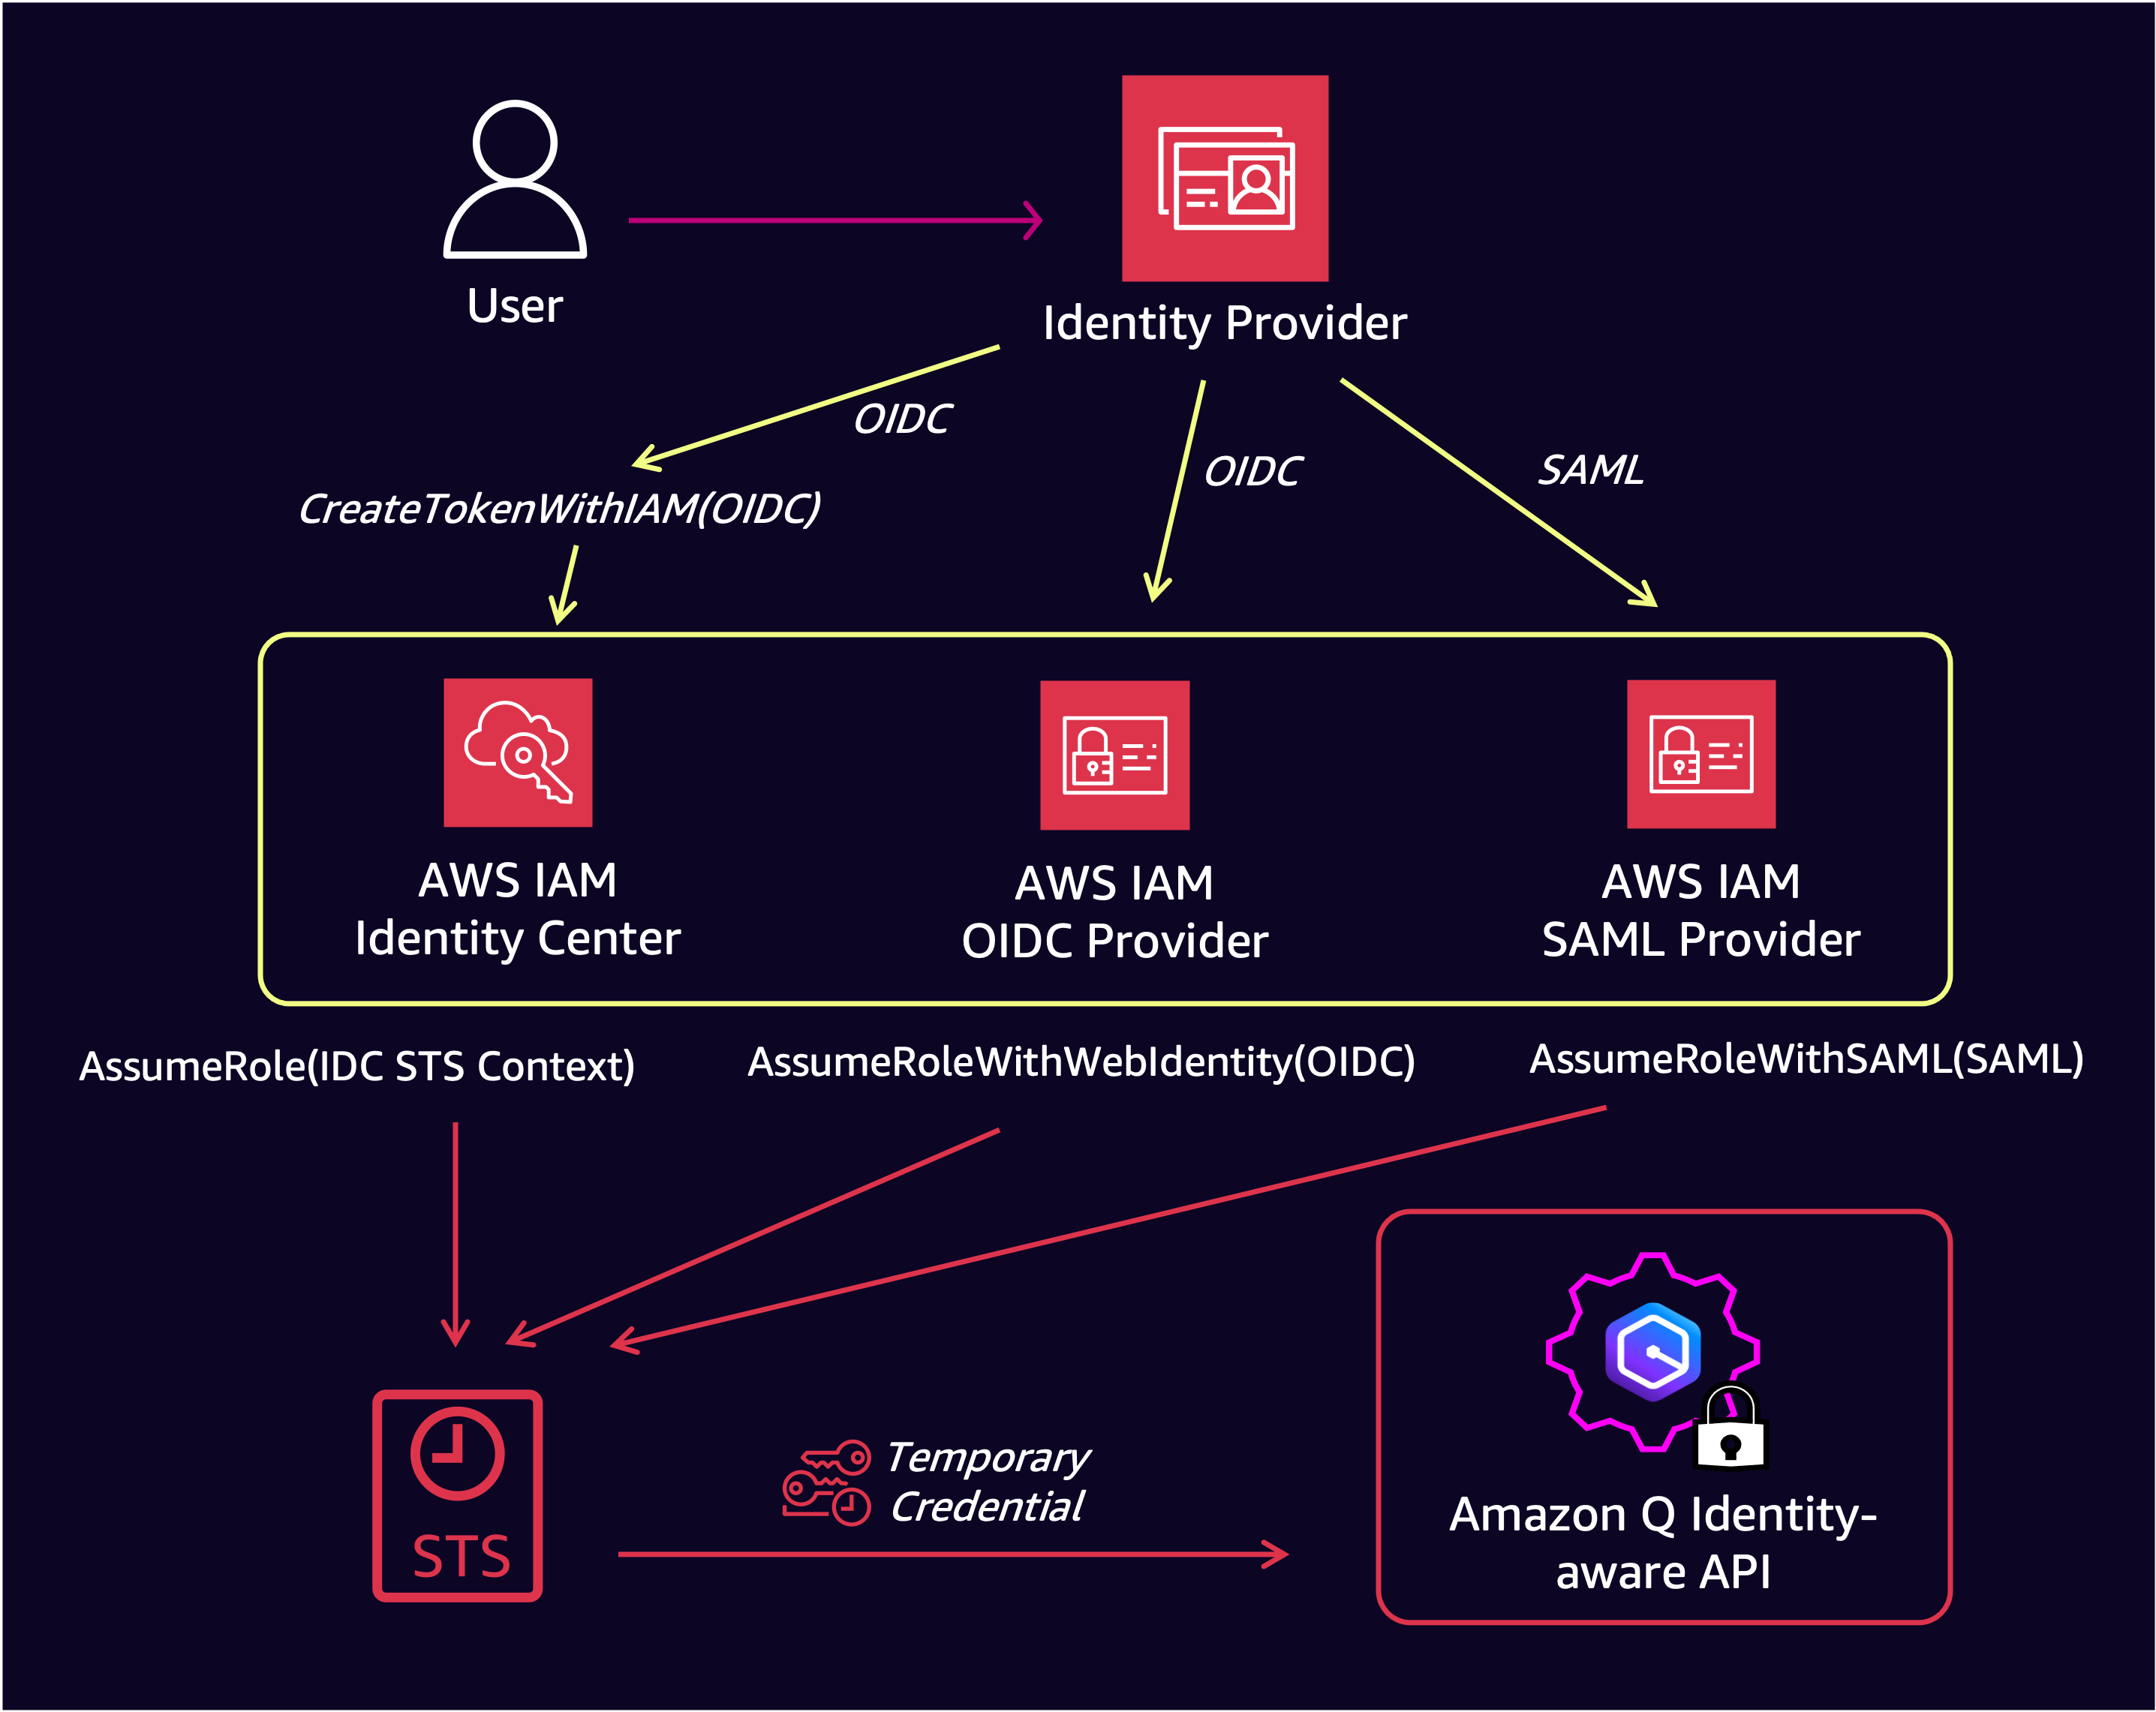 User
Identity Provider
OIDC
OIDC
SAML
CreateTokenWithIAM(OIDC)
AWS IAM
Identity Center
AWS IAM
OIDC Provider
AWS IAM
SAML Provider
AssumeRole(IDC STS Context)
AssumeRoleWithWebIdentity(OIDC)
AssumeRoleWithSAML(SAML)
STS
Temporary
Credential
Amazon Q Identity-
aware API